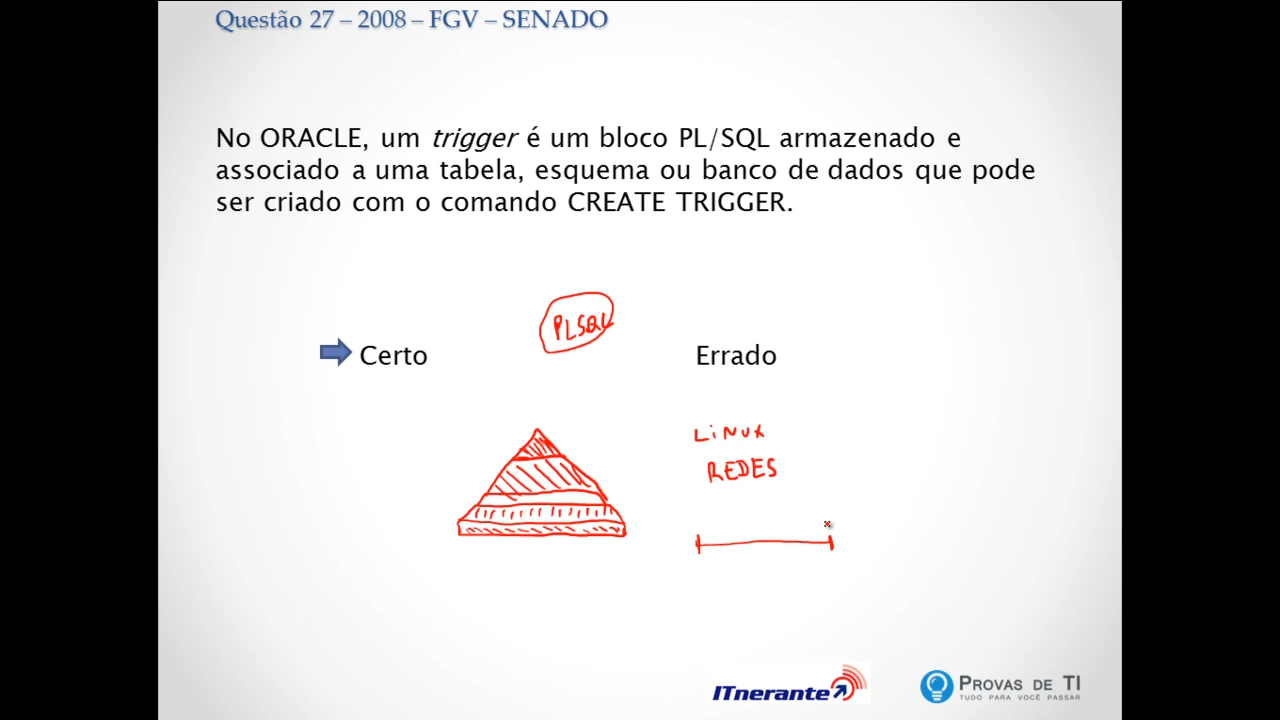 Questão 27 – 2008 – FGV – SENADO
No ORACLE, um trigger é um bloco PL/SQL armazenado e
associado a uma tabela, esquema ou banco de dados que pode
ser criado com o comando CREATE TRIGGER.
PLSQL
Certo
Errado
LiNUX
REDES
ITnerante
PROVAS DE TI
TUDO PARA VOCÊ PASSAR